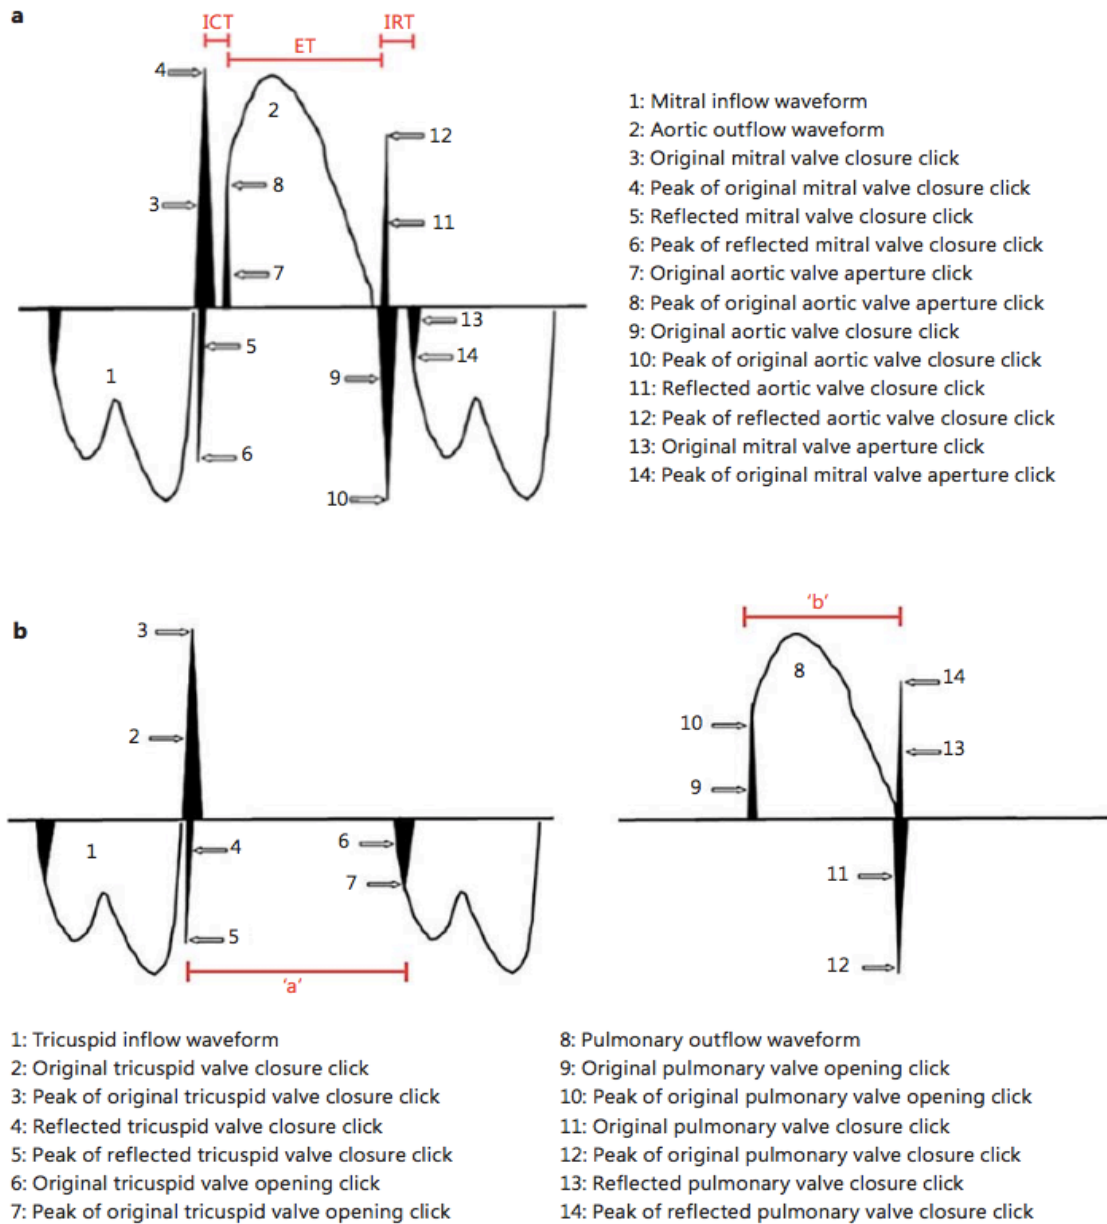 a
ICT
IRT
ET
4
2
12
8
3
11
7
13
5
14
1
9
6
10
1: Mitral inflow waveform
2: Aortic outflow waveform
3: Original mitral valve closure click
4: Peak of original mitral valve closure click
5: Reflected mitral valve closure click
6: Peak of reflected mitral valve closure click
7: Original aortic valve aperture click
8: Peak of original aortic valve aperture click
9: Original aortic valve closure click
10: Peak of original aortic valve closure click
11: Reflected aortic valve closure click
12: Peak of reflected aortic valve closure click
13: Original mitral valve aperture click
14: Peak of original mitral valve aperture click
b
3
2
1
4
6
7
5
'a'
'b'
8
14
10
13
9
11
12
1: Tricuspid inflow waveform
2: Original tricuspid valve closure click
3: Peak of original tricuspid valve closure click
4: Reflected tricuspid valve closure click
5: Peak of reflected tricuspid valve closure click
6: Original tricuspid valve opening click
7: Peak of original tricuspid valve opening click
8: Pulmonary outflow waveform
9: Original pulmonary valve opening click
10: Peak of original pulmonary valve opening click
11: Original pulmonary valve closure click
12: Peak of original pulmonary valve closure click
13: Reflected pulmonary valve closure click
14: Peak of reflected pulmonary valve closure click